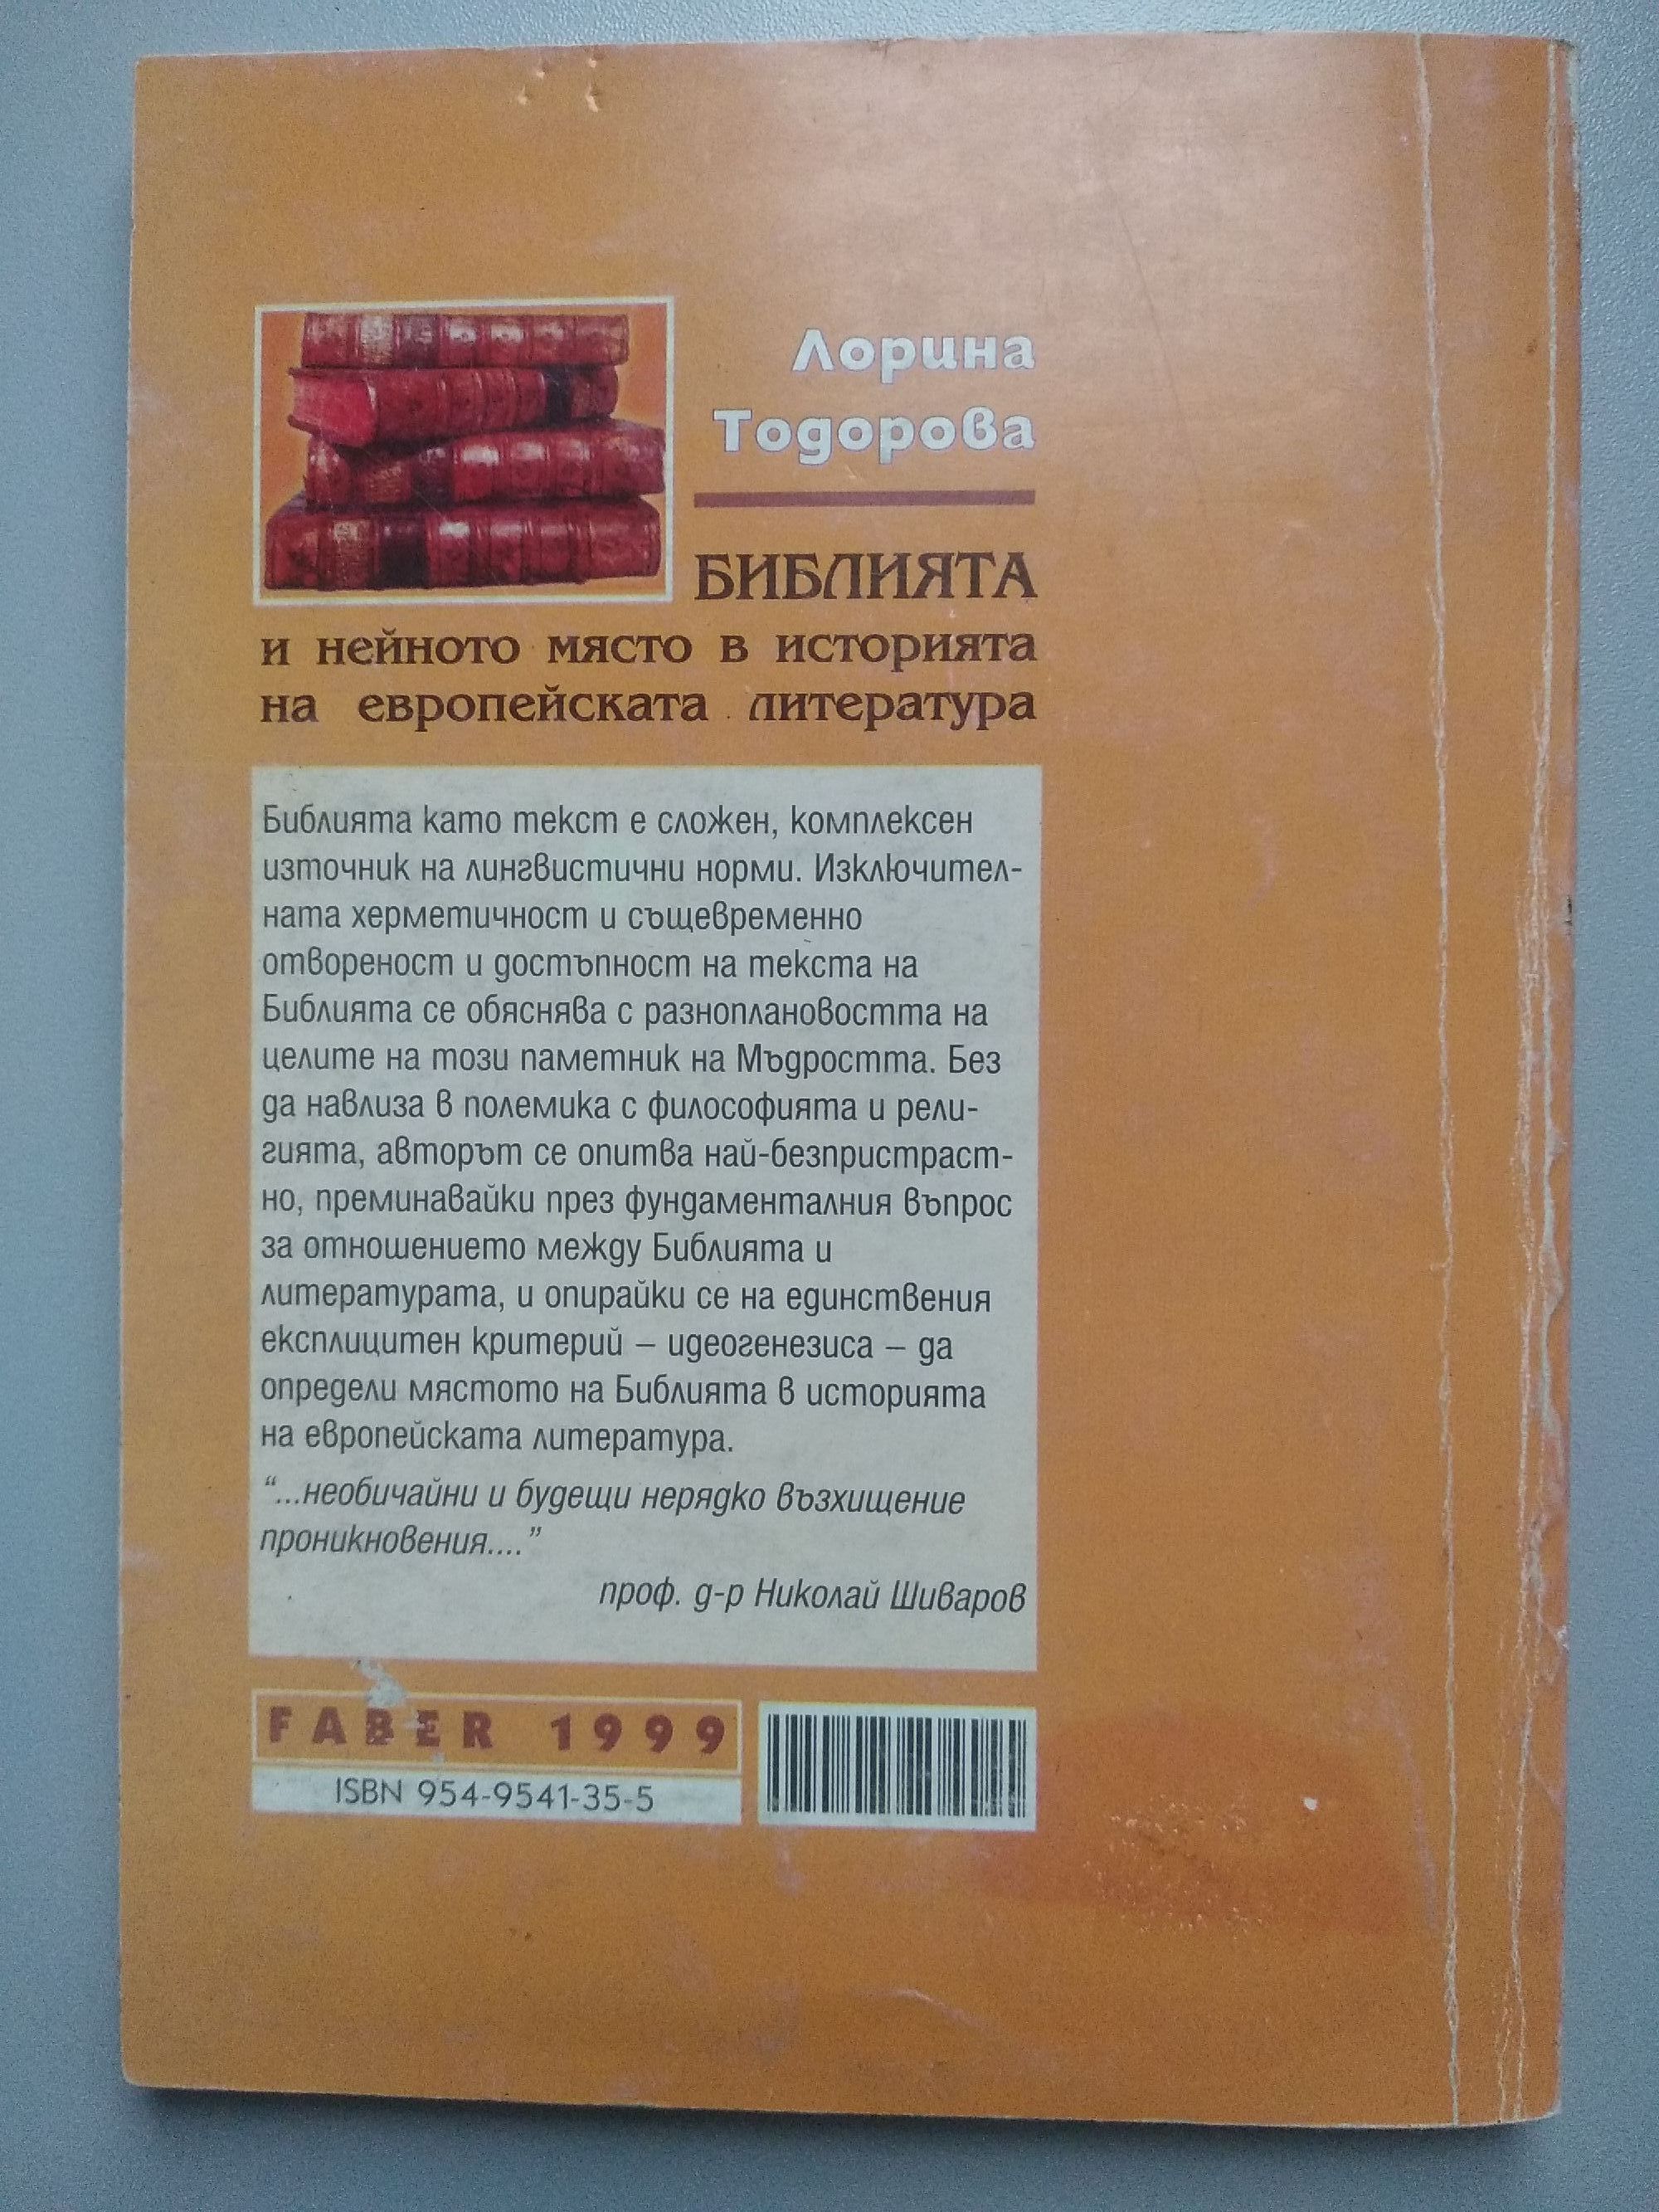 Лорина
Тодорова
БИБЛИЯТА
и нейното място в историята
на европейската литература
Библията като текст е сложен, комплексен
източник на лингвистични норми. Изключител-
ната херметичност и същевременно
отвореност и достъпност на текста на
Библията се обяснява с разноплановостта на
целите на този паметник на Мъдростта. Без
да навлиза в полемика с философията и рели-
гията, авторът се опитва най-безпристраст-
но, преминавайки през фундаменталния въпрос
за отношението между Библията и
литературата, и опирайки се на единствения
експлицитен критерий – идеогенезиса – да
определи мястото на Библията в историята
на европейската литература.
“...необичайни и будещи нерядко възхищение
проникновения....”
проф. д-р Николай Шиваров
FABER 1999
ISBN 954-9541-35-5